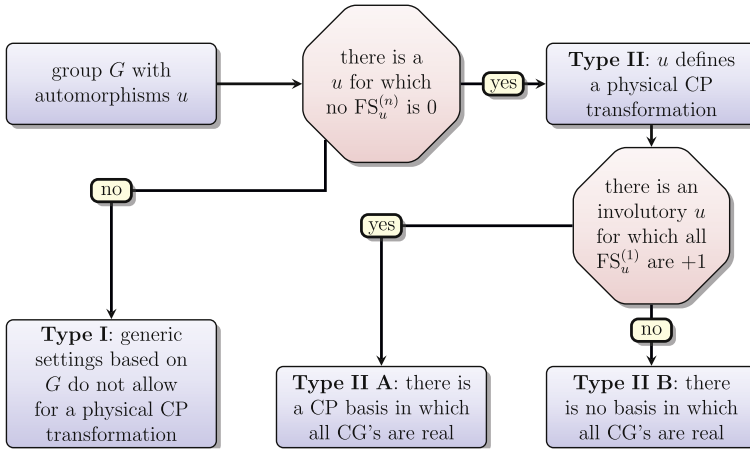 group G with
automorphisms u
there is a
u for which
no FS_u^(n) is 0
yes
Type II: u defines
a physical CP
transformation
no
there is an
involutory u
for which all
FS_u^(1) are +1
yes
no
Type I: generic
settings based on
G do not allow
for a physical CP
transformation
Type II A: there is
a CP basis in which
all CG's are real
Type II B: there
is no basis in which
all CG's are real